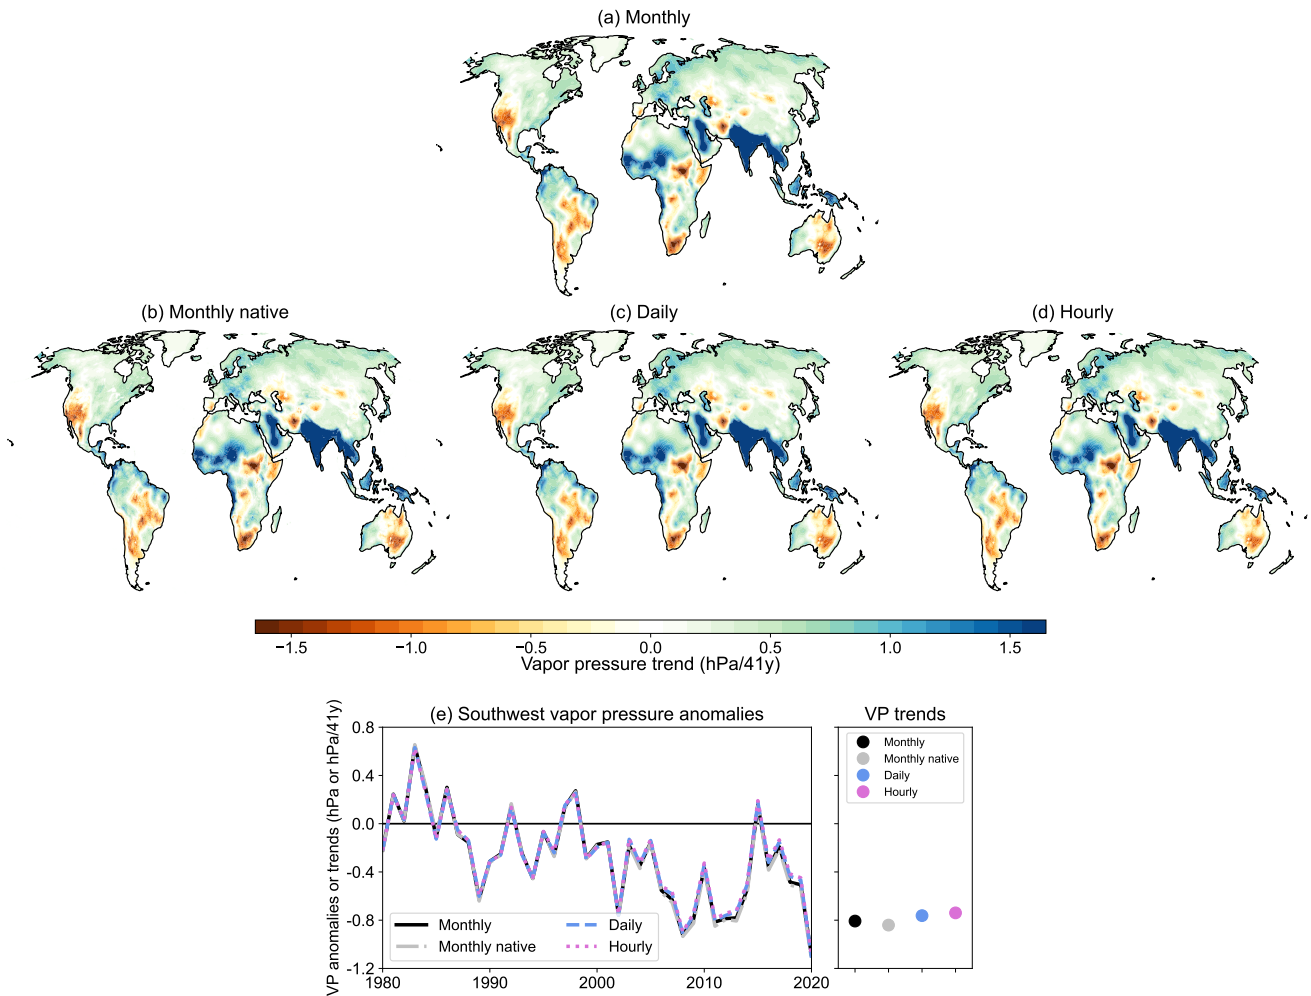 (a) Monthly
(b) Monthly native
(c) Daily
(d) Hourly
−1.5 −1.0 −0.5 0.0 0.5 1.0 1.5
Vapor pressure trend (hPa/41y)
(e) Southwest vapor pressure anomalies
VP trends
VP anomalies or trends (hPa or hPa/41y)
0.8
0.4
0.0
-0.4
-0.8
-1.2
1980 1990 2000 2010 2020
Monthly
Monthly native
Daily
Hourly
Monthly
Monthly native
Daily
Hourly